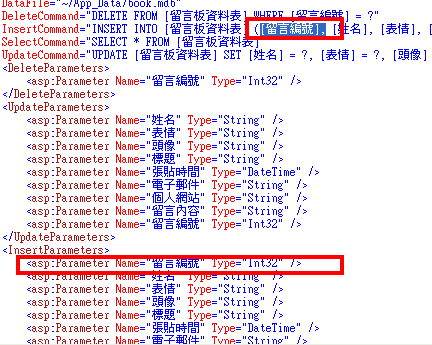 DataFile="~/App_Data/book.mdb"
DeleteCommand="DELETE FROM [留言板資料表] WHERE [留言編號] = ?"
InsertCommand="INSERT INTO [留言板資料表] ([留言編號], [姓名], [表情], [
SelectCommand="SELECT * FROM [留言板資料表]"
UpdateCommand="UPDATE [留言板資料表] SET [姓名] = ?, [表情] = ?, [頭像]
<DeleteParameters>
<asp:Parameter Name="留言編號" Type="Int32" />
</DeleteParameters>
<UpdateParameters>
<asp:Parameter Name="姓名" Type="String" />
<asp:Parameter Name="表情" Type="String" />
<asp:Parameter Name="頭像" Type="String" />
<asp:Parameter Name="標題" Type="String" />
<asp:Parameter Name="張貼時間" Type="DateTime" />
<asp:Parameter Name="電子郵件" Type="String" />
<asp:Parameter Name="個人網站" Type="String" />
<asp:Parameter Name="留言內容" Type="String" />
<asp:Parameter Name="留言編號" Type="Int32" />
</UpdateParameters>
<InsertParameters>
<asp:Parameter Name="留言編號" Type="Int32" />
<asp:Parameter Name="姓名" Type="String" />
<asp:Parameter Name="表情" Type="String" />
<asp:Parameter Name="頭像" Type="String" />
<asp:Parameter Name="標題" Type="String" />
<asp:Parameter Name="張貼時間" Type="DateTime" />
<asp:Parameter Name="電子郵件" Type="String" />